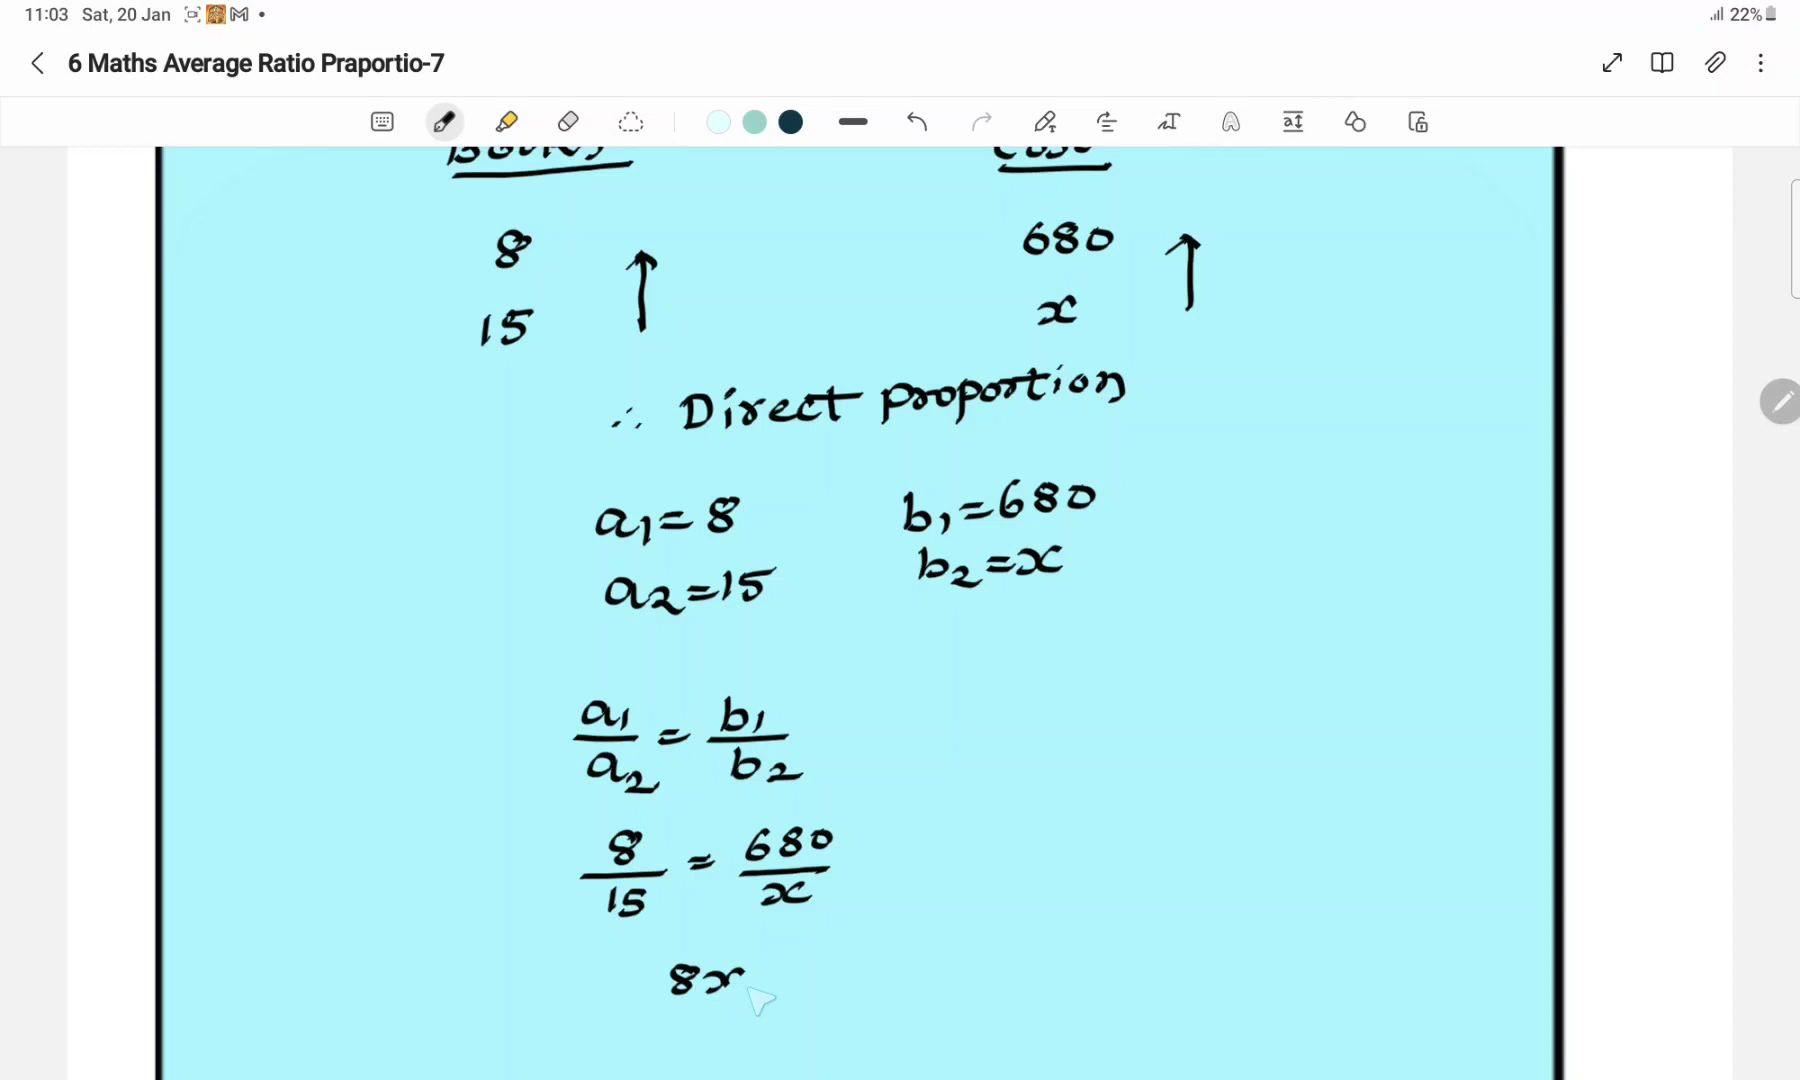 11:03 Sat, 20 Jan
22%
6 Maths Average Ratio Praportio-7
8 680
15 x
∴ Direct proportion
a1=8 b1=680
a2=15 b2=x
a1/a2 = b1/b2
8/15 = 680/x
8x